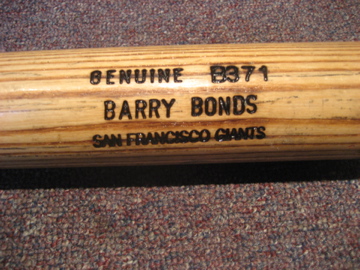 GENUINE B371
BARRY BONDS
SAN FRANCISCO GIANTS